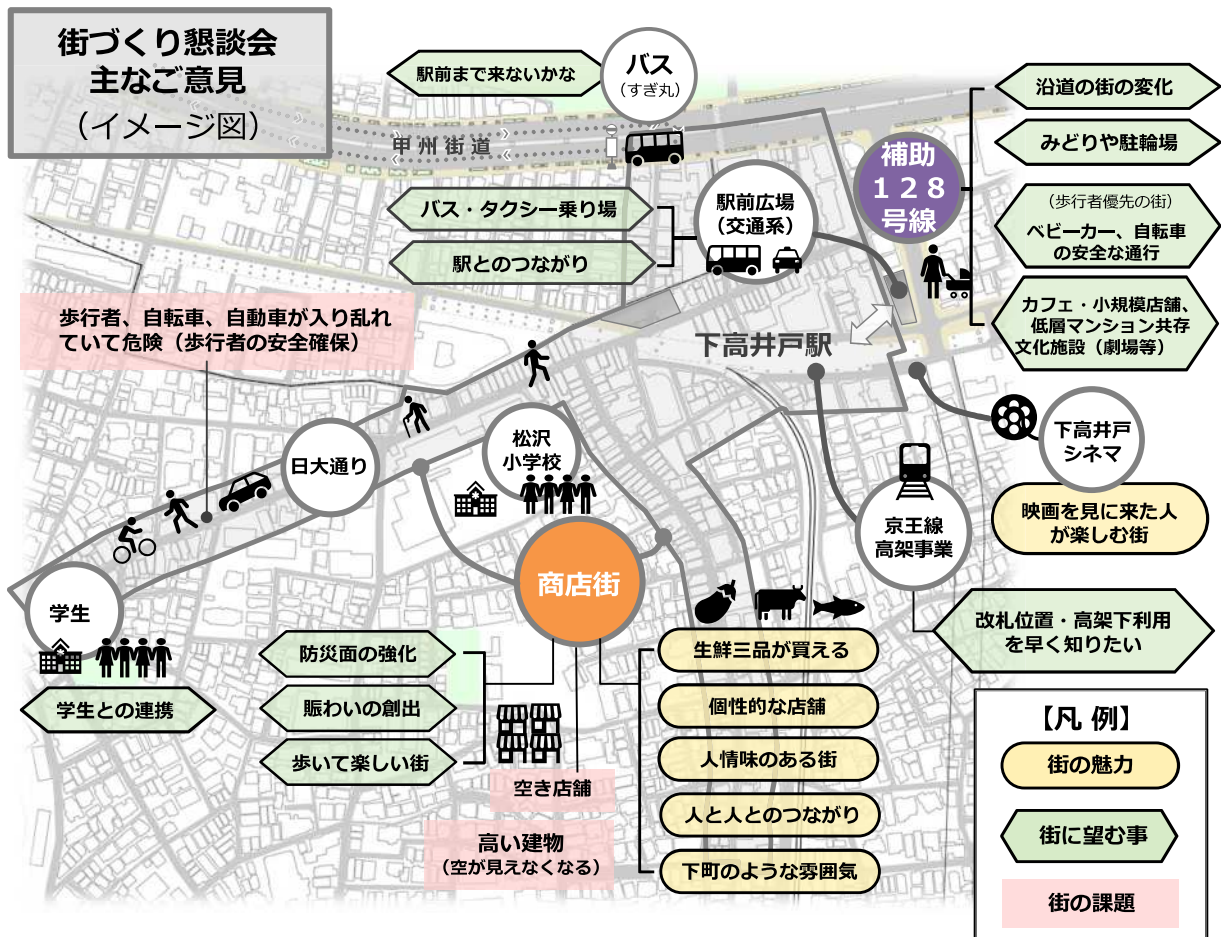 街づくり懇談会
主なご意見
（イメージ図）
駅前まで来ないかな
バス
（すぎ丸）
甲州街道
補助
１２８
号線
沿道の街の変化
みどりや駐輪場
（歩行者優先の街）
ベビーカー、自転車
の安全な通行
カフェ・小規模店舗、
低層マンション共存
文化施設（劇場等）
駅前広場
（交通系）
バス・タクシー乗り場
駅とのつながり
歩行者、自転車、自動車が入り乱れ
ていて危険（歩行者の安全確保）
下高井戸駅
日大通り
松沢
小学校
下高井戸
シネマ
映画を見に来た人
が楽しむ街
京王線
高架事業
改札位置・高架下利用
を早く知りたい
商店街
学生
学生との連携
防災面の強化
賑わいの創出
歩いて楽しい街
空き店舗
高い建物
（空が見えなくなる）
生鮮三品が買える
個性的な店舗
人情味のある街
人と人とのつながり
下町のような雰囲気
【凡 例】
街の魅力
街に望む事
街の課題